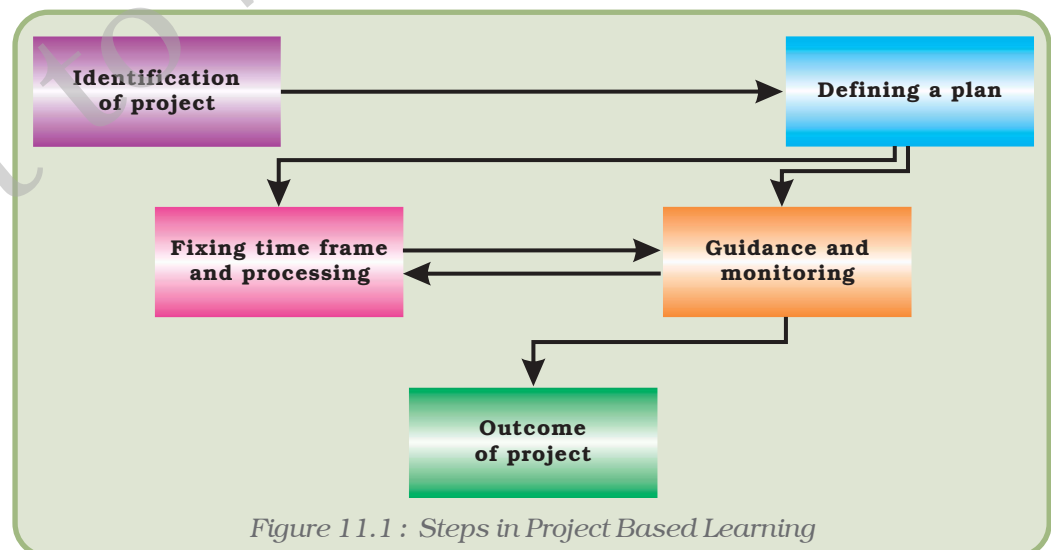 Identification
of project
Defining a plan
Fixing time frame
and processing
Guidance and
monitoring
Outcome
of project
Figure 11.1 : Steps in Project Based Learning
to